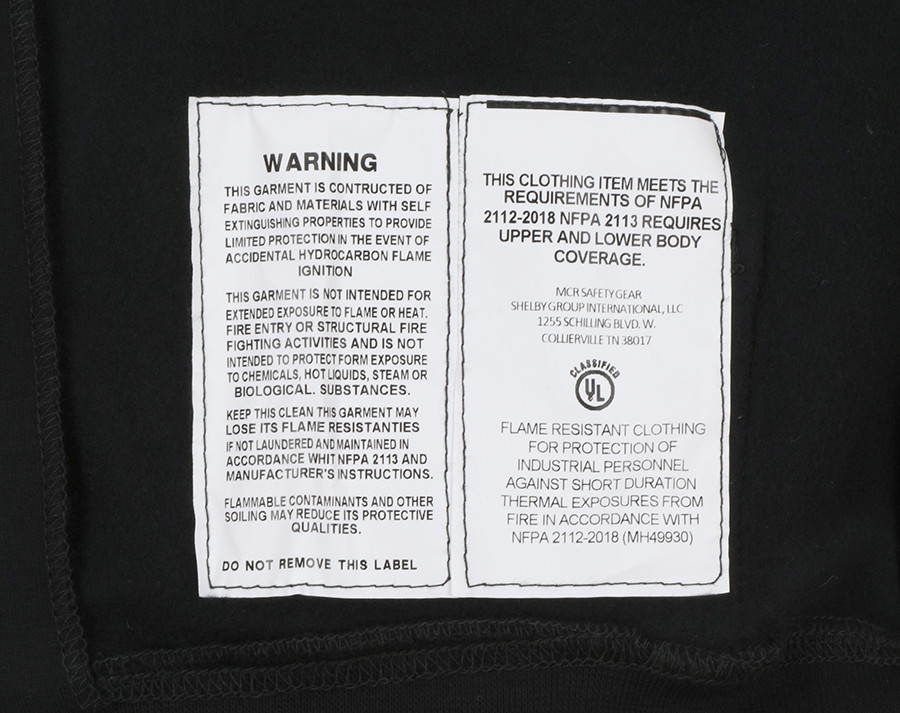 WARNING
THIS GARMENT IS CONTRUCTED OF
FABRIC AND MATERIALS WITH SELF
EXTINGUISHING PROPERTIES TO PROVIDE
LIMITED PROTECTION IN THE EVENT OF
ACCIDENTAL HYDROCARBON FLAME
IGNITION
THIS GARMENT IS NOT INTENDED FOR
EXTENDED EXPOSURE TO FLAME OR HEAT.
FIRE ENTRY OR STRUCTURAL FIRE
FIGHTING ACTIVITIES AND IS NOT
INTENDED TO PROTECT FORM EXPOSURE
TO CHEMICALS, HOT LIQUIDS, STEAM OR
BIOLOGICAL. SUBSTANCES.
KEEP THIS CLEAN THIS GARMENT MAY
LOSE ITS FLAME RESISTANTIES
IF NOT LAUNDERED AND MAINTAINED IN
ACCORDANCE WHIT NFPA 2113 AND
MANUFACTURER'S INSTRUCTIONS.
FLAMMABLE CONTAMINANTS AND OTHER
SOILING MAY REDUCE ITS PROTECTIVE
QUALITIES.
DO NOT REMOVE THIS LABEL
THIS CLOTHING ITEM MEETS THE
REQUIREMENTS OF NFPA
2112-2018 NFPA 2113 REQUIRES
UPPER AND LOWER BODY
COVERAGE.
MCR SAFETY GEAR
SHELBY GROUP INTERNATIONAL, LLC
1255 SCHILLING BLVD. W.
COLLIERVILLE TN 38017
CLASSIFIED
UL
FLAME RESISTANT CLOTHING
FOR PROTECTION OF
INDUSTRIAL PERSONNEL
AGAINST SHORT DURATION
THERMAL EXPOSURES FROM
FIRE IN ACCORDANCE WITH
NFPA 2112-2018 (MH49930)